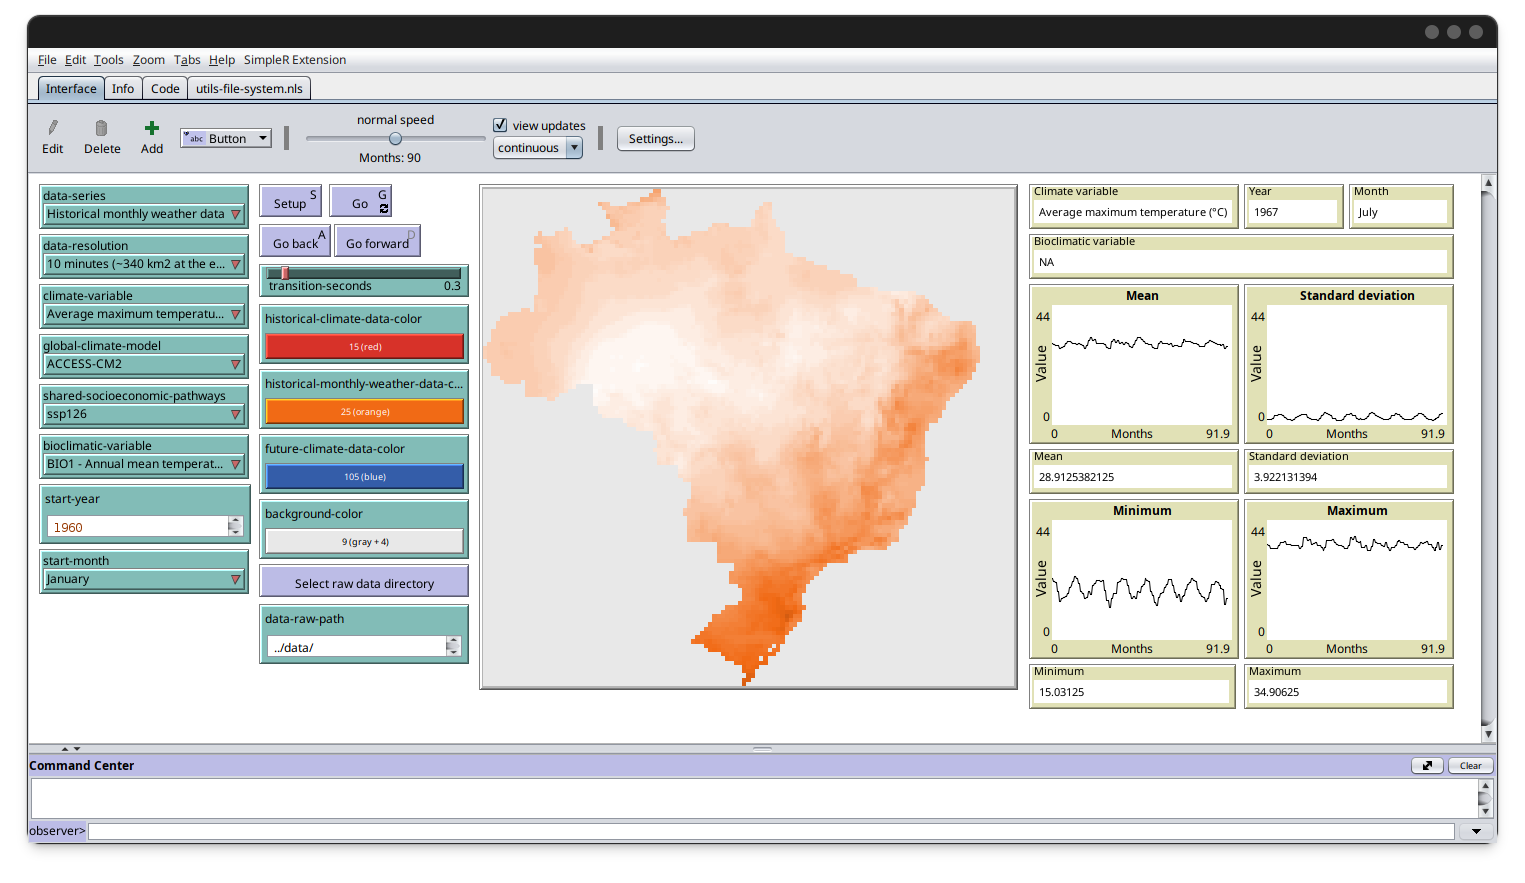 File Edit Tools Zoom Tabs Help SimpleR Extension
Interface Info Code utils-file-system.nls
normal speed
Edit Delete Add abc Button
view updates
continuous
Settings...
Months: 90
data-series
Historical monthly weather data
data-resolution
10 minutes (~340 km2 at the e...
climate-variable
Average maximum temperatu...
global-climate-model
ACCESS-CM2
shared-socioeconomic-pathways
ssp126
bioclimatic-variable
BIO1 - Annual mean temperat...
start-year
1960
start-month
January
Setup S
Go G
Go back A
Go forward D
transition-seconds 0.3
historical-climate-data-color
15 (red)
historical-monthly-weather-data-c...
25 (orange)
future-climate-data-color
105 (blue)
background-color
9 (gray + 4)
Select raw data directory
data-raw-path
../data/
Climate variable
Average maximum temperature (°C)
Year
1967
Month
July
Bioclimatic variable
NA
Mean
44
Value
0
0 Months 91.9
Standard deviation
44
Value
0
0 Months 91.9
Mean
28.9125382125
Standard deviation
3.922131394
Minimum
44
Value
0
0 Months 91.9
Maximum
44
Value
0
0 Months 91.9
Minimum
15.03125
Maximum
34.90625
Command Center
Clear
observer>